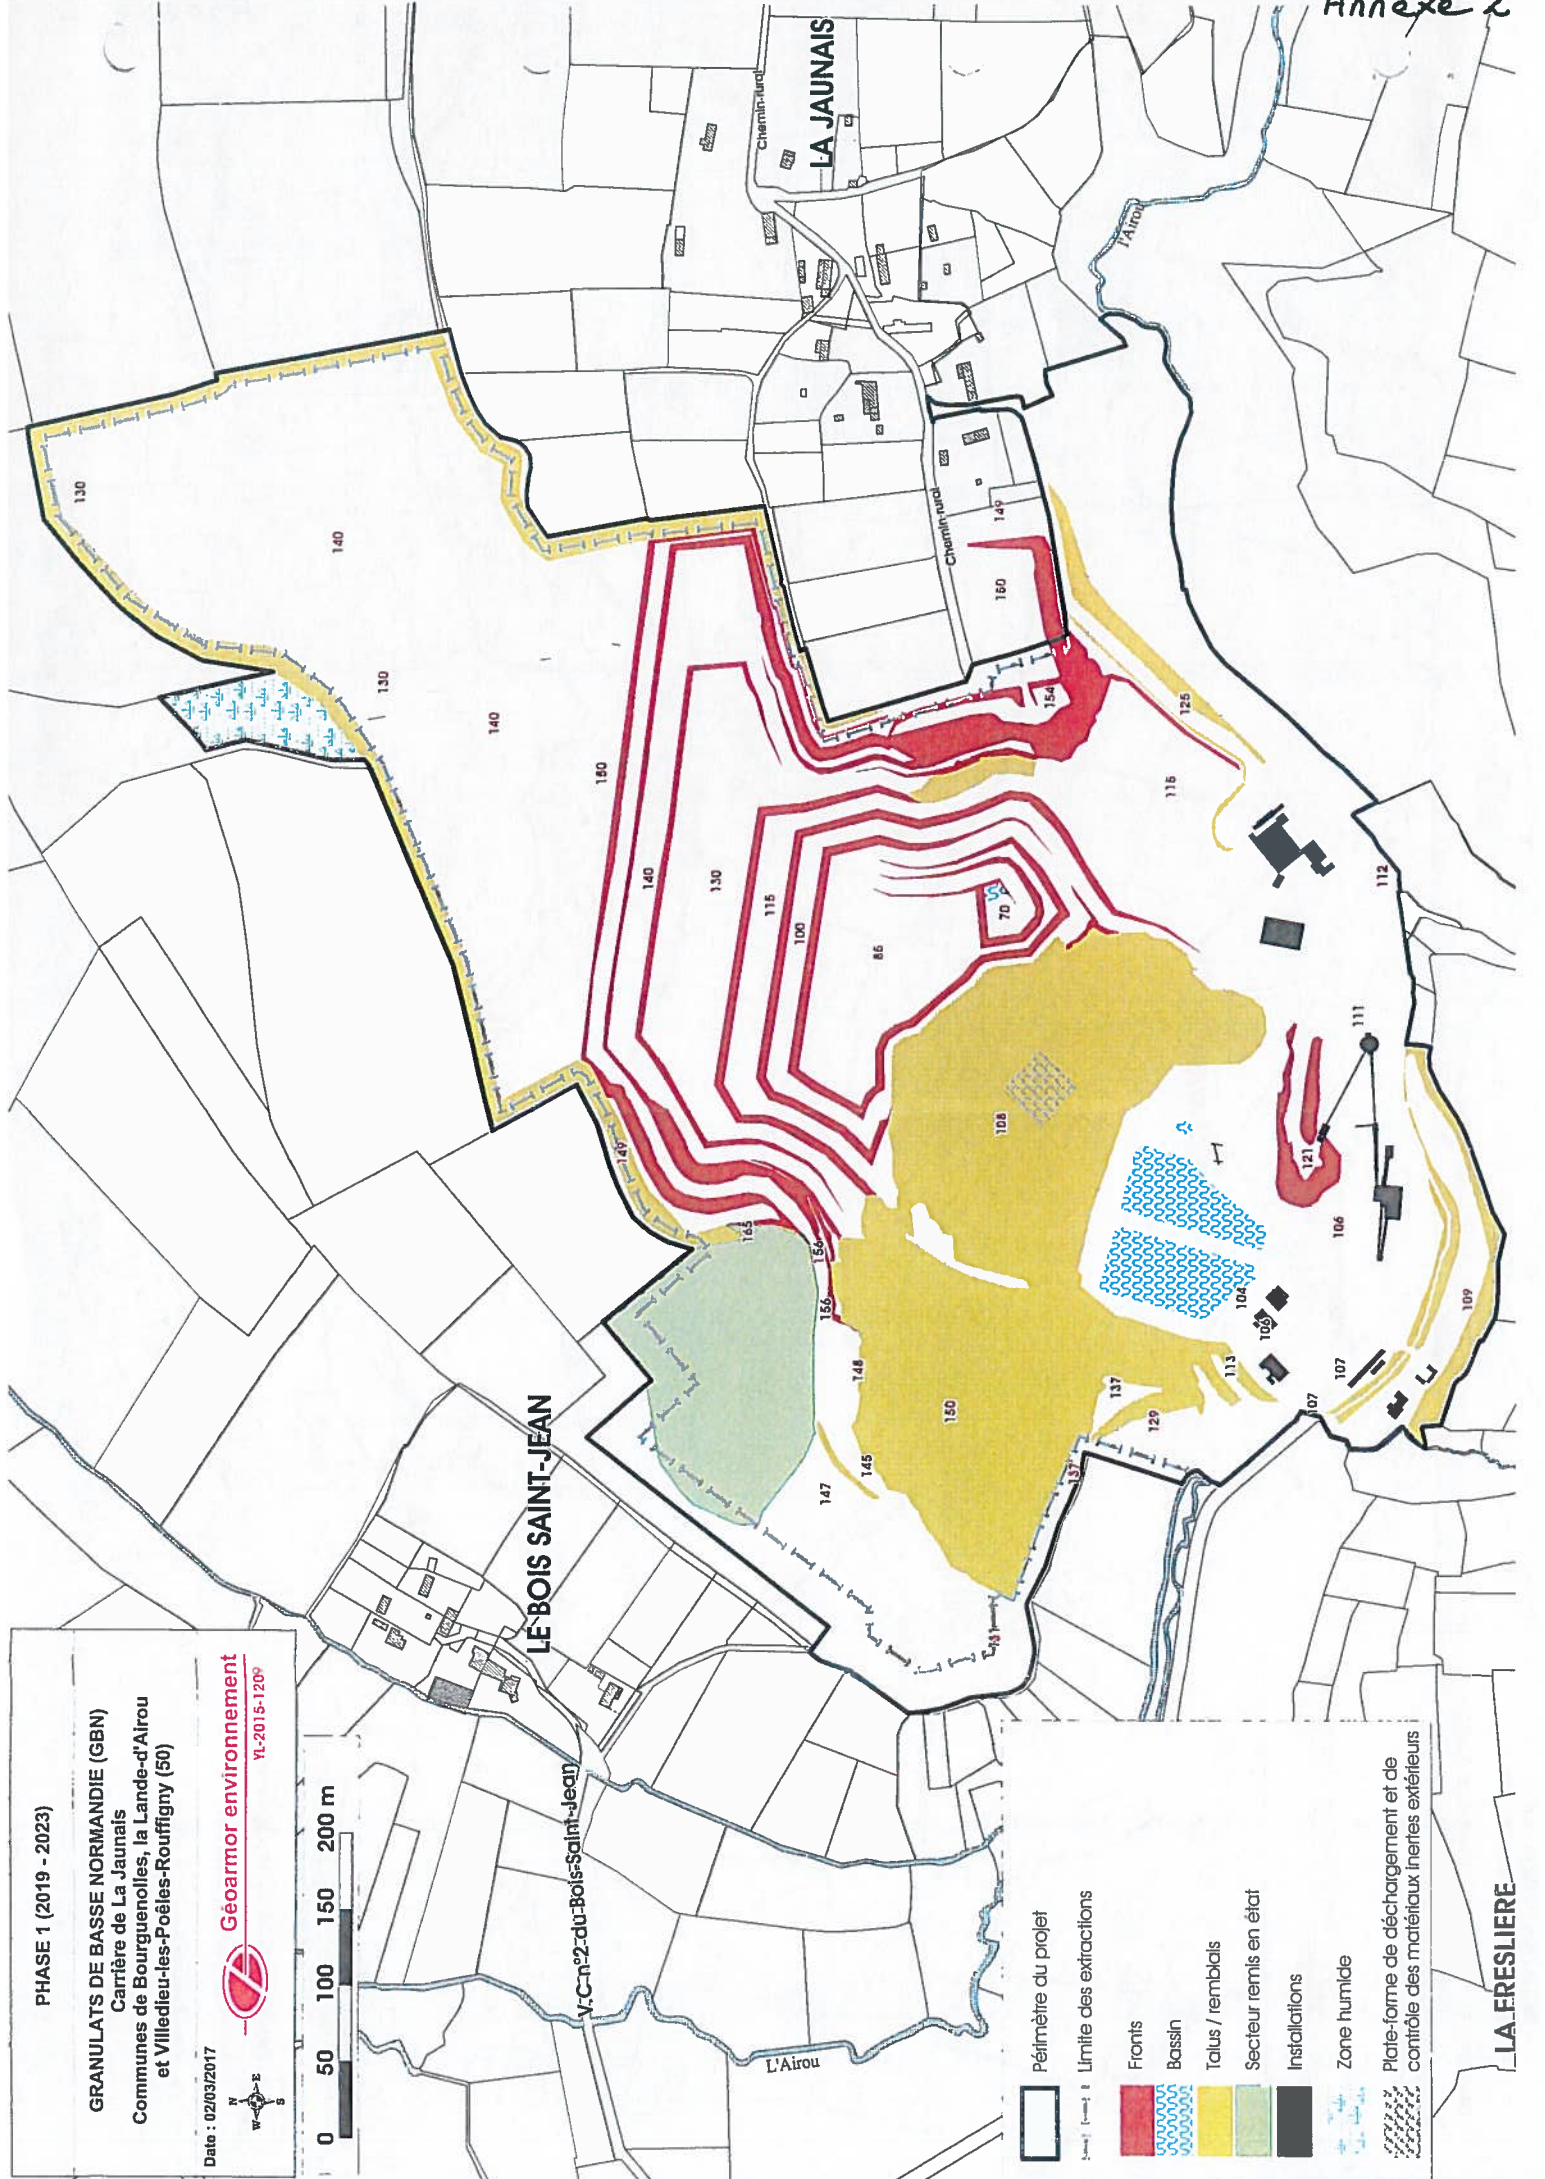 Annexe 2
PHASE 1 (2019 - 2023)
GRANULATS DE BASSE NORMANDIE (GBN)
Carrière de La Jaunais
Communes de Bourguenolles, la Lande-d'Airou
et Villedieu-les-Poêles-Rouffigny (50)
Date : 02/03/2017
N
W E
S
Géoarmor environnement
YL-2015-1209
0 50 100 150 200 m
LE BOIS SAINT-JEAN
V.C.n°2-du-Bois-Saint-Jean
L'Airou
LA JAUNAIS
Chemin-rural
Chemin-rural
l'Airou
130
140
130
140
150
140
130
115
100
85
70
149
150
154
125
115
112
111
121
106
109
108
149
165
156
156
148
150
145
147
137
137
129
113
104
106
107
107
Périmètre du projet
Limite des extractions
Fronts
Bassin
Talus / remblais
Secteur remis en état
Installations
Zone humide
Plate-forme de déchargement et de
contrôle des matériaux inertes extérieurs
LA FRESLIERE